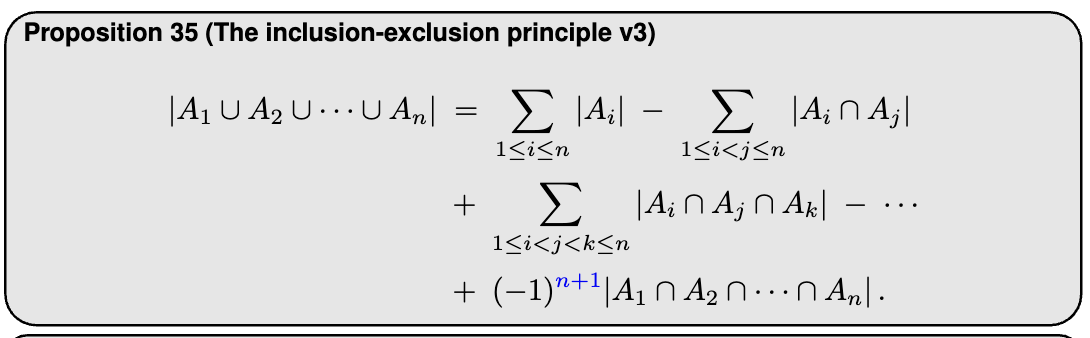 Proposition 35 (The inclusion-exclusion principle v3)
|A₁ ∪ A₂ ∪ ⋯ ∪ Aₙ| = ∑_{1≤i≤n} |Aᵢ| − ∑_{1≤i<j≤n} |Aᵢ ∩ Aⱼ|
+ ∑_{1≤i<j<k≤n} |Aᵢ ∩ Aⱼ ∩ Aₖ| − ⋯
+ (−1)ⁿ⁺¹|A₁ ∩ A₂ ∩ ⋯ ∩ Aₙ|.